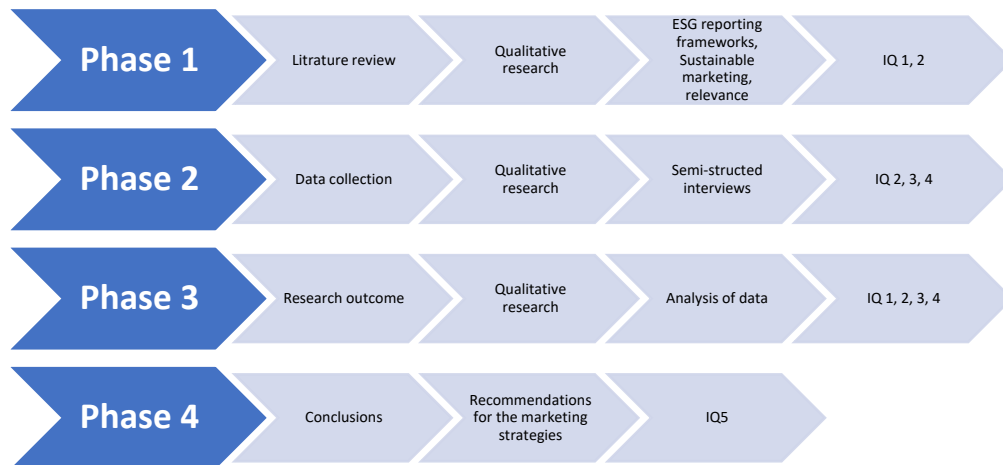 Phase 1
Litrature review
Qualitative
research
ESG reporting
frameworks,
Sustainable
marketing,
relevance
IQ 1, 2
Phase 2
Data collection
Qualitative
research
Semi-structed
interviews
IQ 2, 3, 4
Phase 3
Research outcome
Qualitative
research
Analysis of data
IQ 1, 2, 3, 4
Phase 4
Conclusions
Recommendations
for the marketing
strategies
IQ5